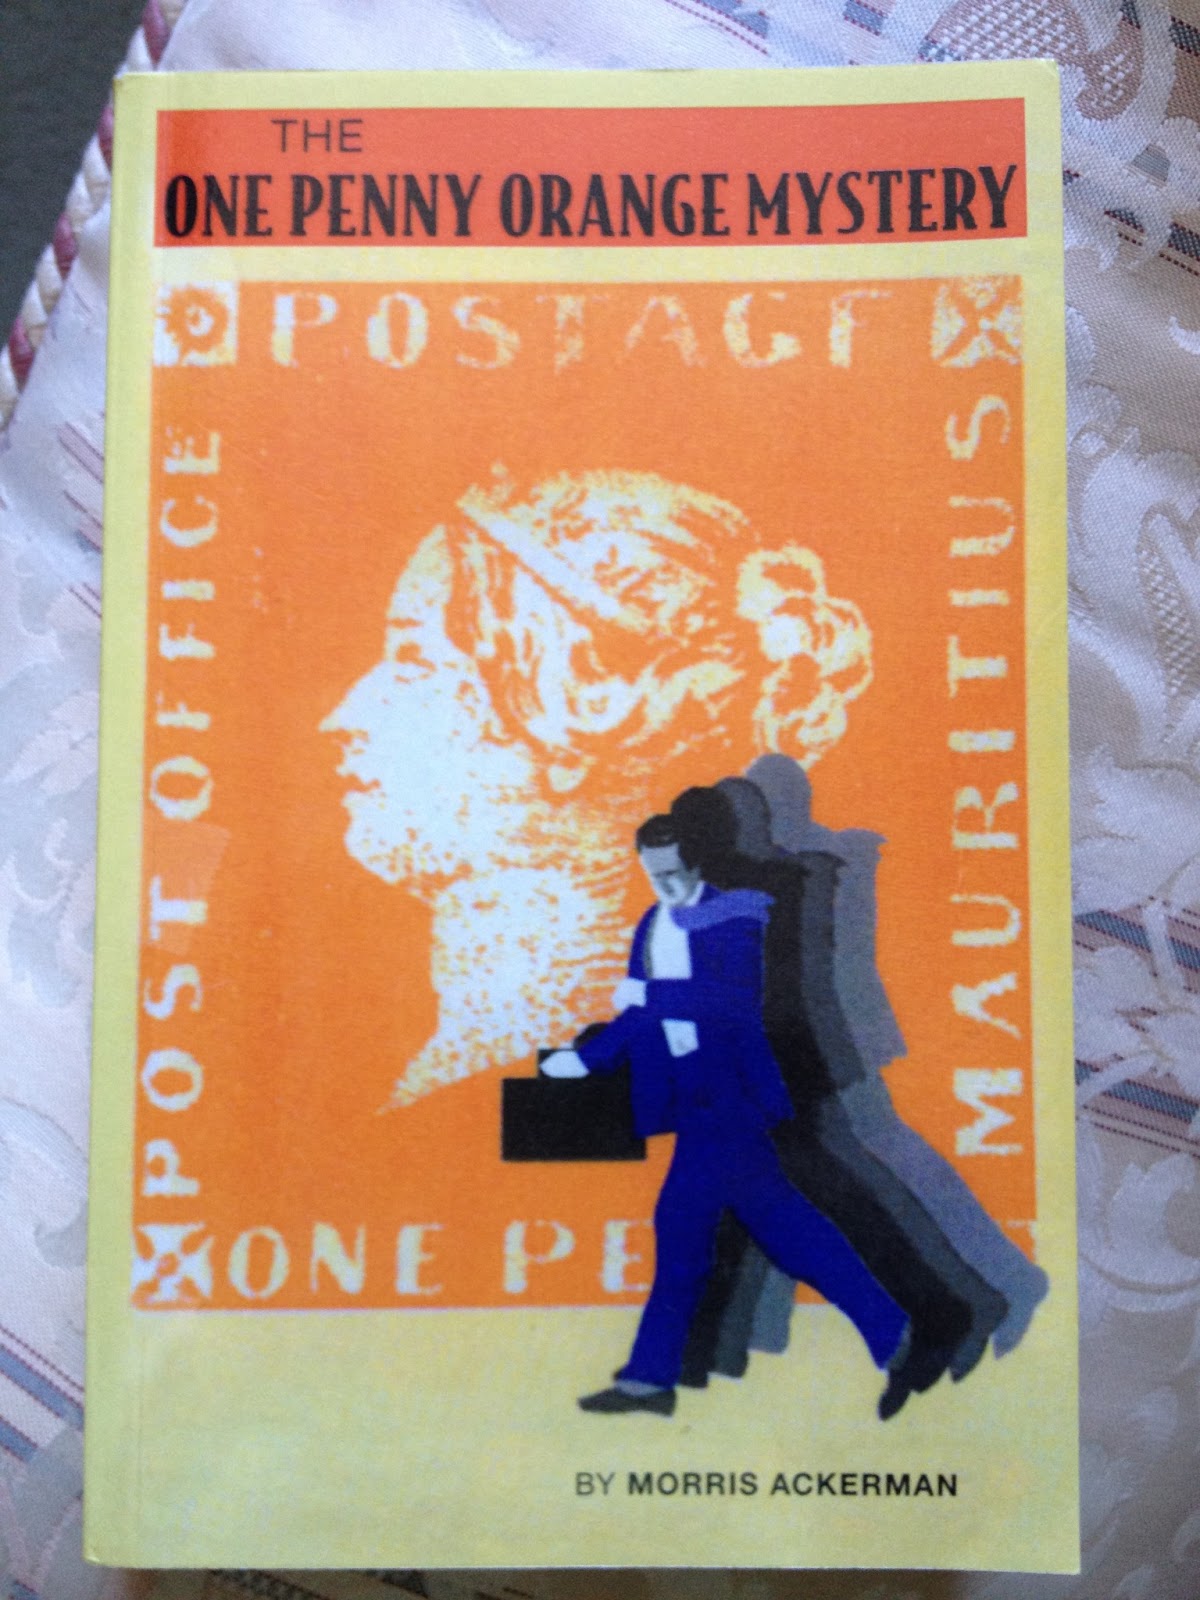 THE
ONE PENNY ORANGE MYSTERY
POSTAGE
POST OFFICE
MAURITIUS
ONE PE
BY MORRIS ACKERMAN